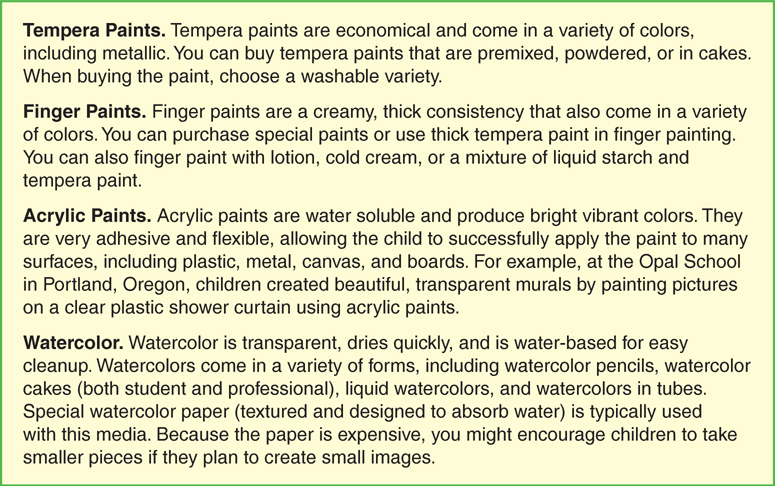 Tempera Paints. Tempera paints are economical and come in a variety of colors,
including metallic. You can buy tempera paints that are premixed, powdered, or in cakes.
When buying the paint, choose a washable variety.
Finger Paints. Finger paints are a creamy, thick consistency that also come in a variety
of colors. You can purchase special paints or use thick tempera paint in finger painting.
You can also finger paint with lotion, cold cream, or a mixture of liquid starch and
tempera paint.
Acrylic Paints. Acrylic paints are water soluble and produce bright vibrant colors. They
are very adhesive and flexible, allowing the child to successfully apply the paint to many
surfaces, including plastic, metal, canvas, and boards. For example, at the Opal School
in Portland, Oregon, children created beautiful, transparent murals by painting pictures
on a clear plastic shower curtain using acrylic paints.
Watercolor. Watercolor is transparent, dries quickly, and is water-based for easy
cleanup. Watercolors come in a variety of forms, including watercolor pencils, watercolor
cakes (both student and professional), liquid watercolors, and watercolors in tubes.
Special watercolor paper (textured and designed to absorb water) is typically used
with this media. Because the paper is expensive, you might encourage children to take
smaller pieces if they plan to create small images.